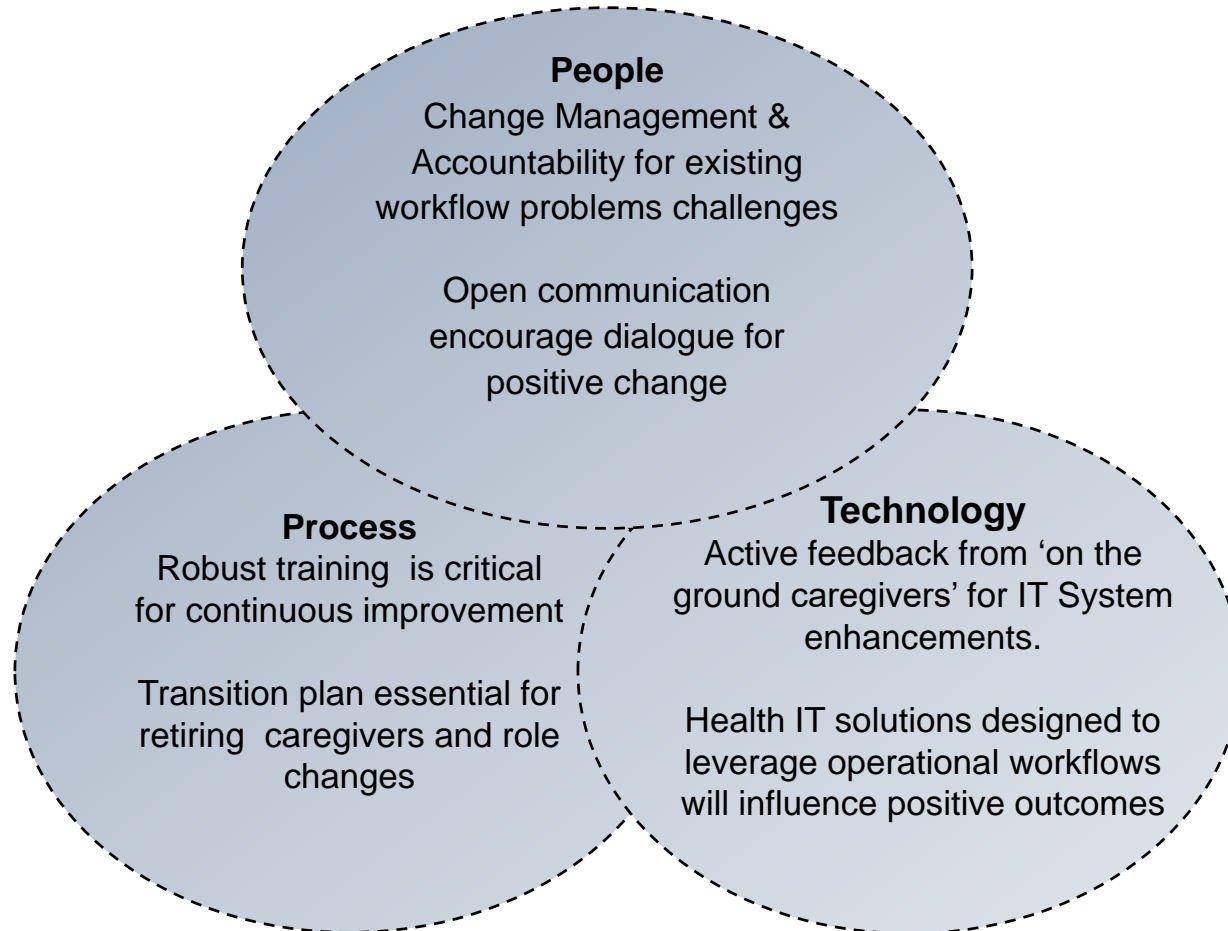 People
Change Management &
Accountability for existing
workflow problems challenges
Open communication
encourage dialogue for
positive change
Process
Robust training  is critical
for continuous improvement
Transition plan essential for
retiring  caregivers and role
changes
Technology
Active feedback from ‘on the
ground caregivers’ for IT System
enhancements.
Health IT solutions designed to
leverage operational workflows
will influence positive outcomes